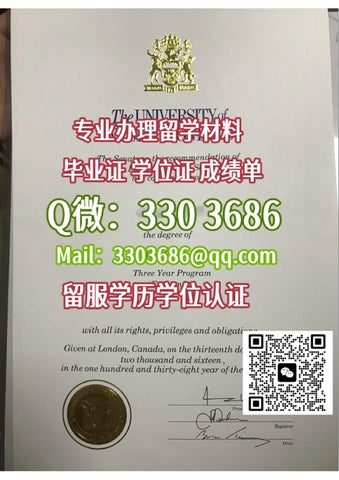 The UNIVERSITY of
专业办理留学材料
The Senate recommendation of
毕业证 学位证 成绩单
Q微：330 3686
the degree of
Mail：3303686@qq.com
Three Year Program
留服学历学位认证
with all its rights, privileges and obligations
Given at London, Canada, on the thirteenth
two thousand and sixteen,
in the one hundred and thirty-eight year of the
Registrar
Dean